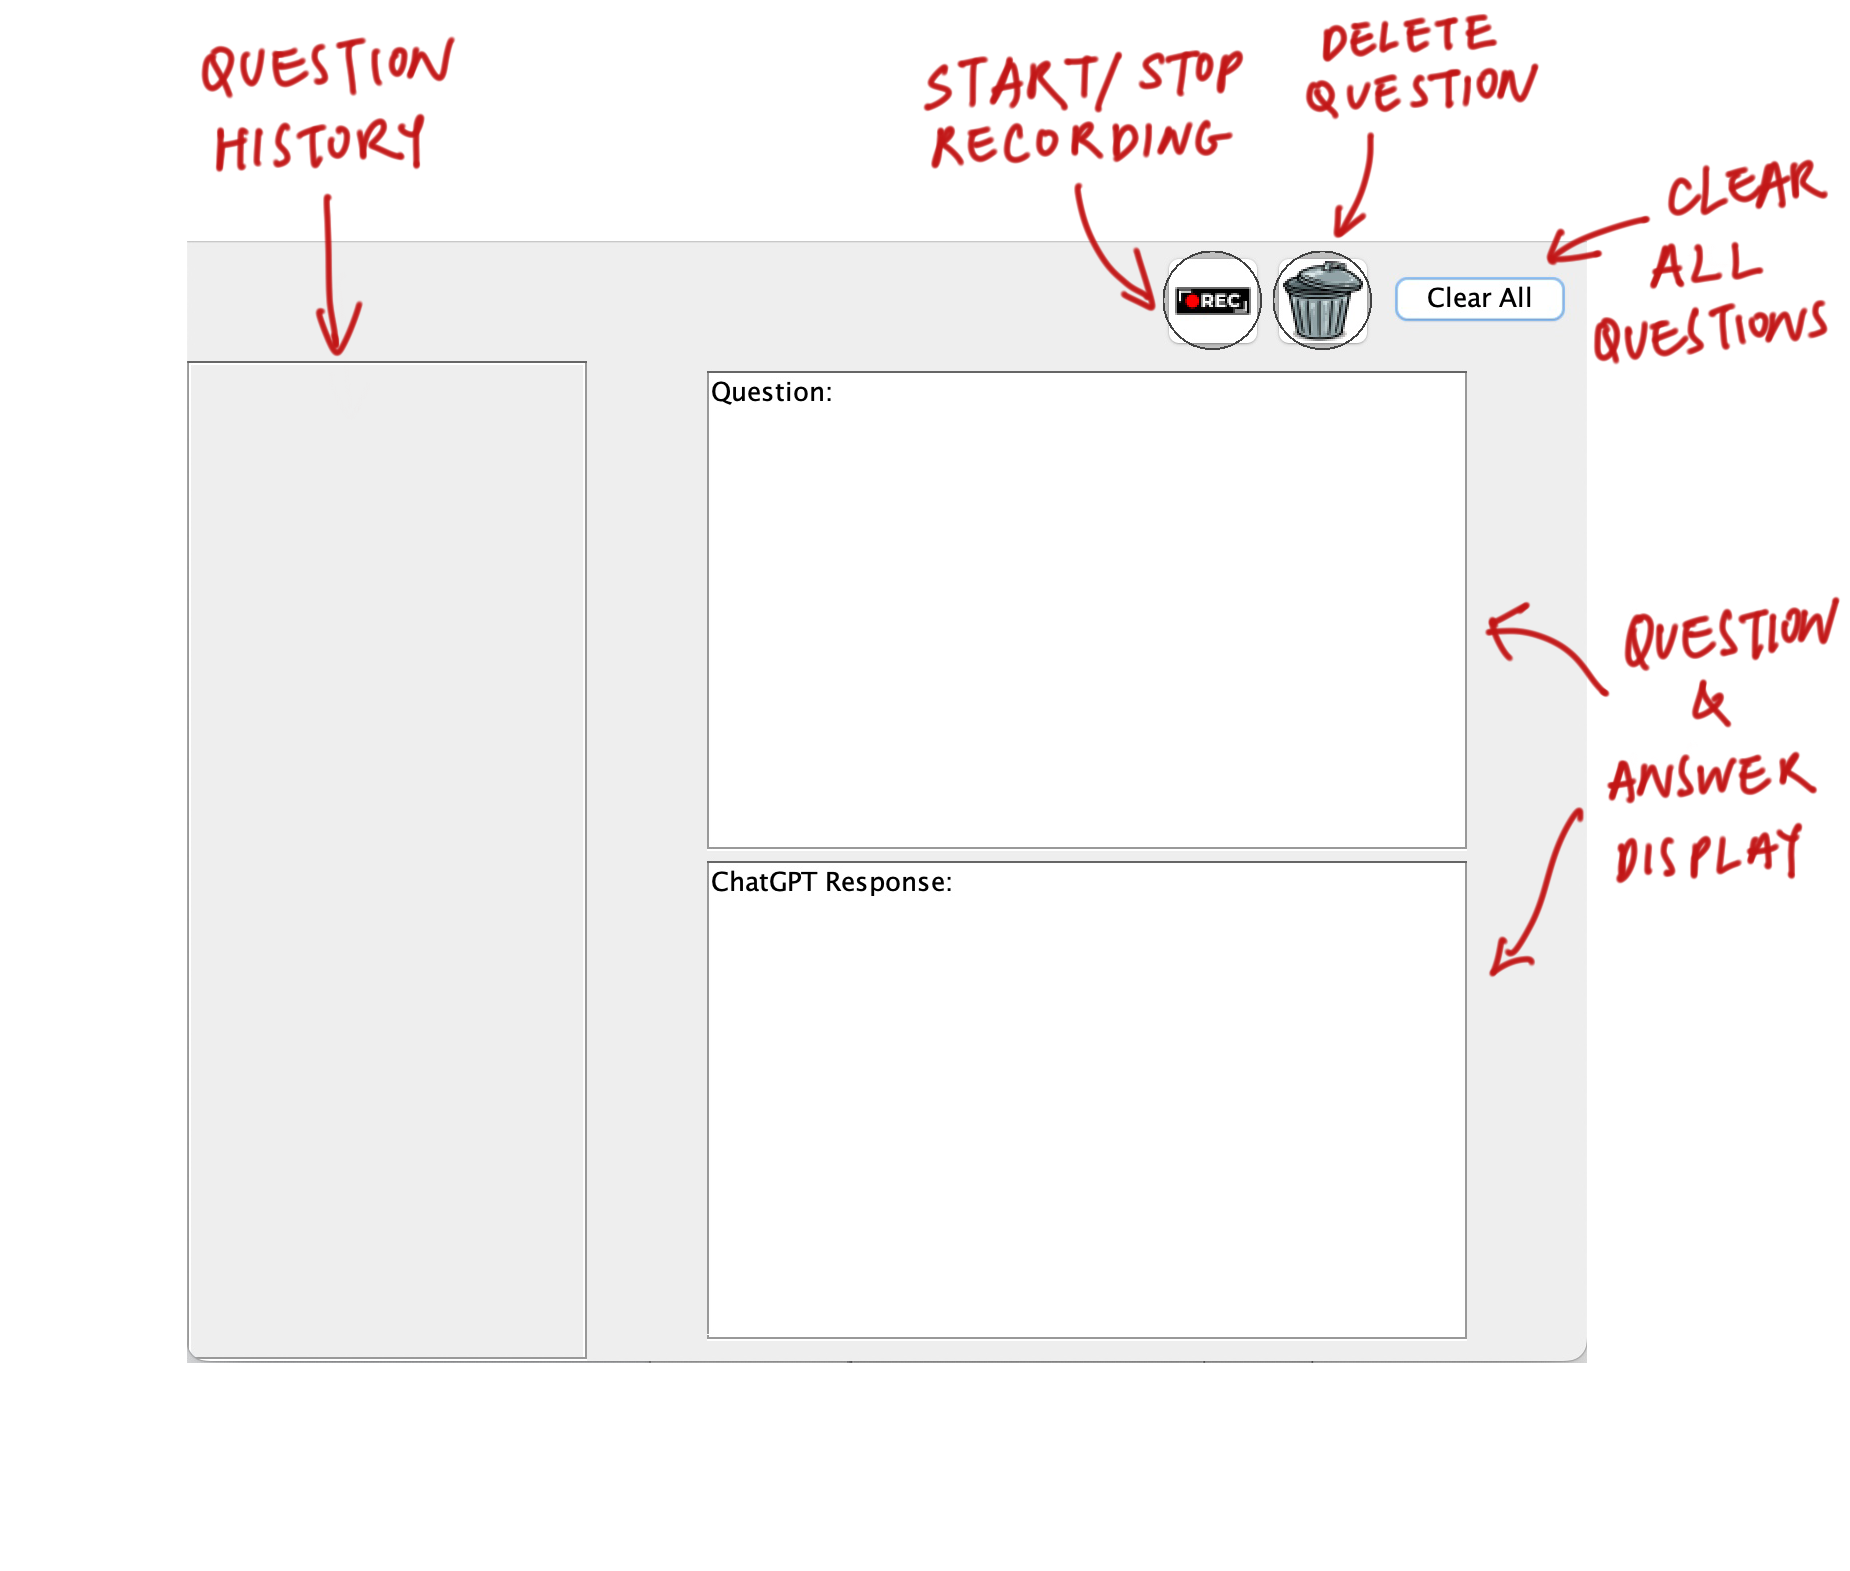 QUESTION
HISTORY
START/STOP
RECORDING
DELETE
QUESTION
CLEAR
ALL
QUESTIONS
REC
Clear All
Question:
QUESTION
&
ANSWER
DISPLAY
ChatGPT Response: